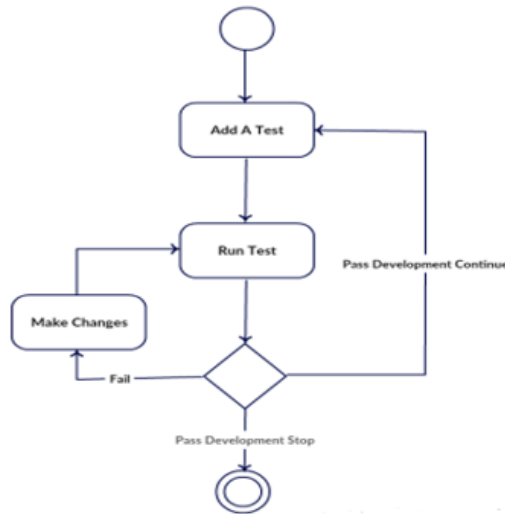 Add A Test
Run Test
Pass Development Continue
Make Changes
Fail
Pass Development Stop